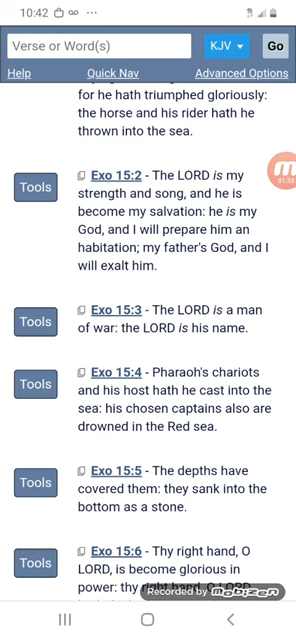 10:42
Verse or Word(s)
KJV
Go
Help
Quick Nav
Advanced Options
for he hath triumphed gloriously:
the horse and his rider hath he
thrown into the sea.
Tools
Exo 15:2 - The LORD is my
strength and song, and he is
become my salvation: he is my
God, and I will prepare him an
habitation; my father's God, and I
will exalt him.
01:33
Tools
Exo 15:3 - The LORD is a man
of war: the LORD is his name.
Tools
Exo 15:4 - Pharaoh's chariots
and his host hath he cast into the
sea: his chosen captains also are
drowned in the Red sea.
Tools
Exo 15:5 - The depths have
covered them: they sank into the
bottom as a stone.
Tools
Exo 15:6 - Thy right hand, O
LORD, is become glorious in
power: thy right hand, O LORD,
Recorded by mobizen